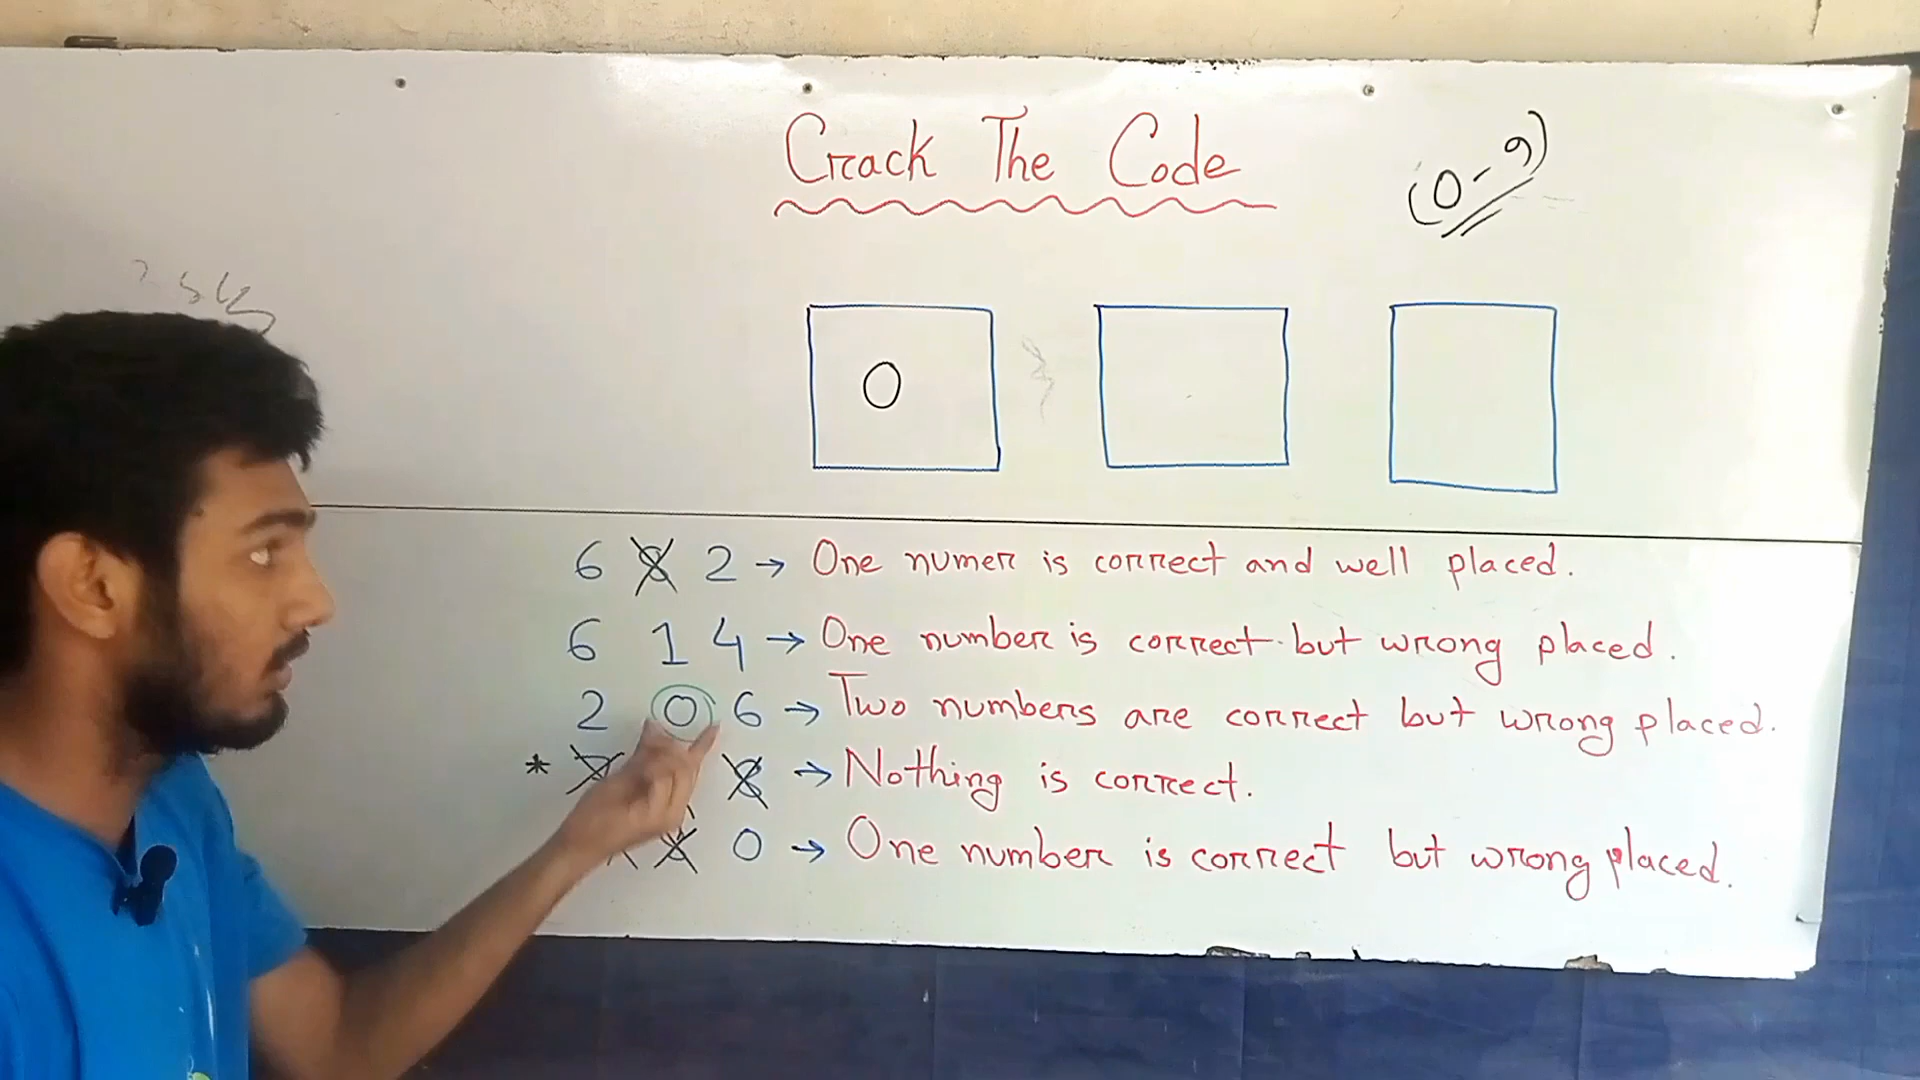 Crack The Code
(0-9)
0
6 8 2 → One numer is correct and well placed.
6 1 4 → One number is correct but wrong placed.
2 0 6 → Two numbers are correct but wrong placed.
* 7 8 → Nothing is correct.
0 → One number is correct but wrong placed.